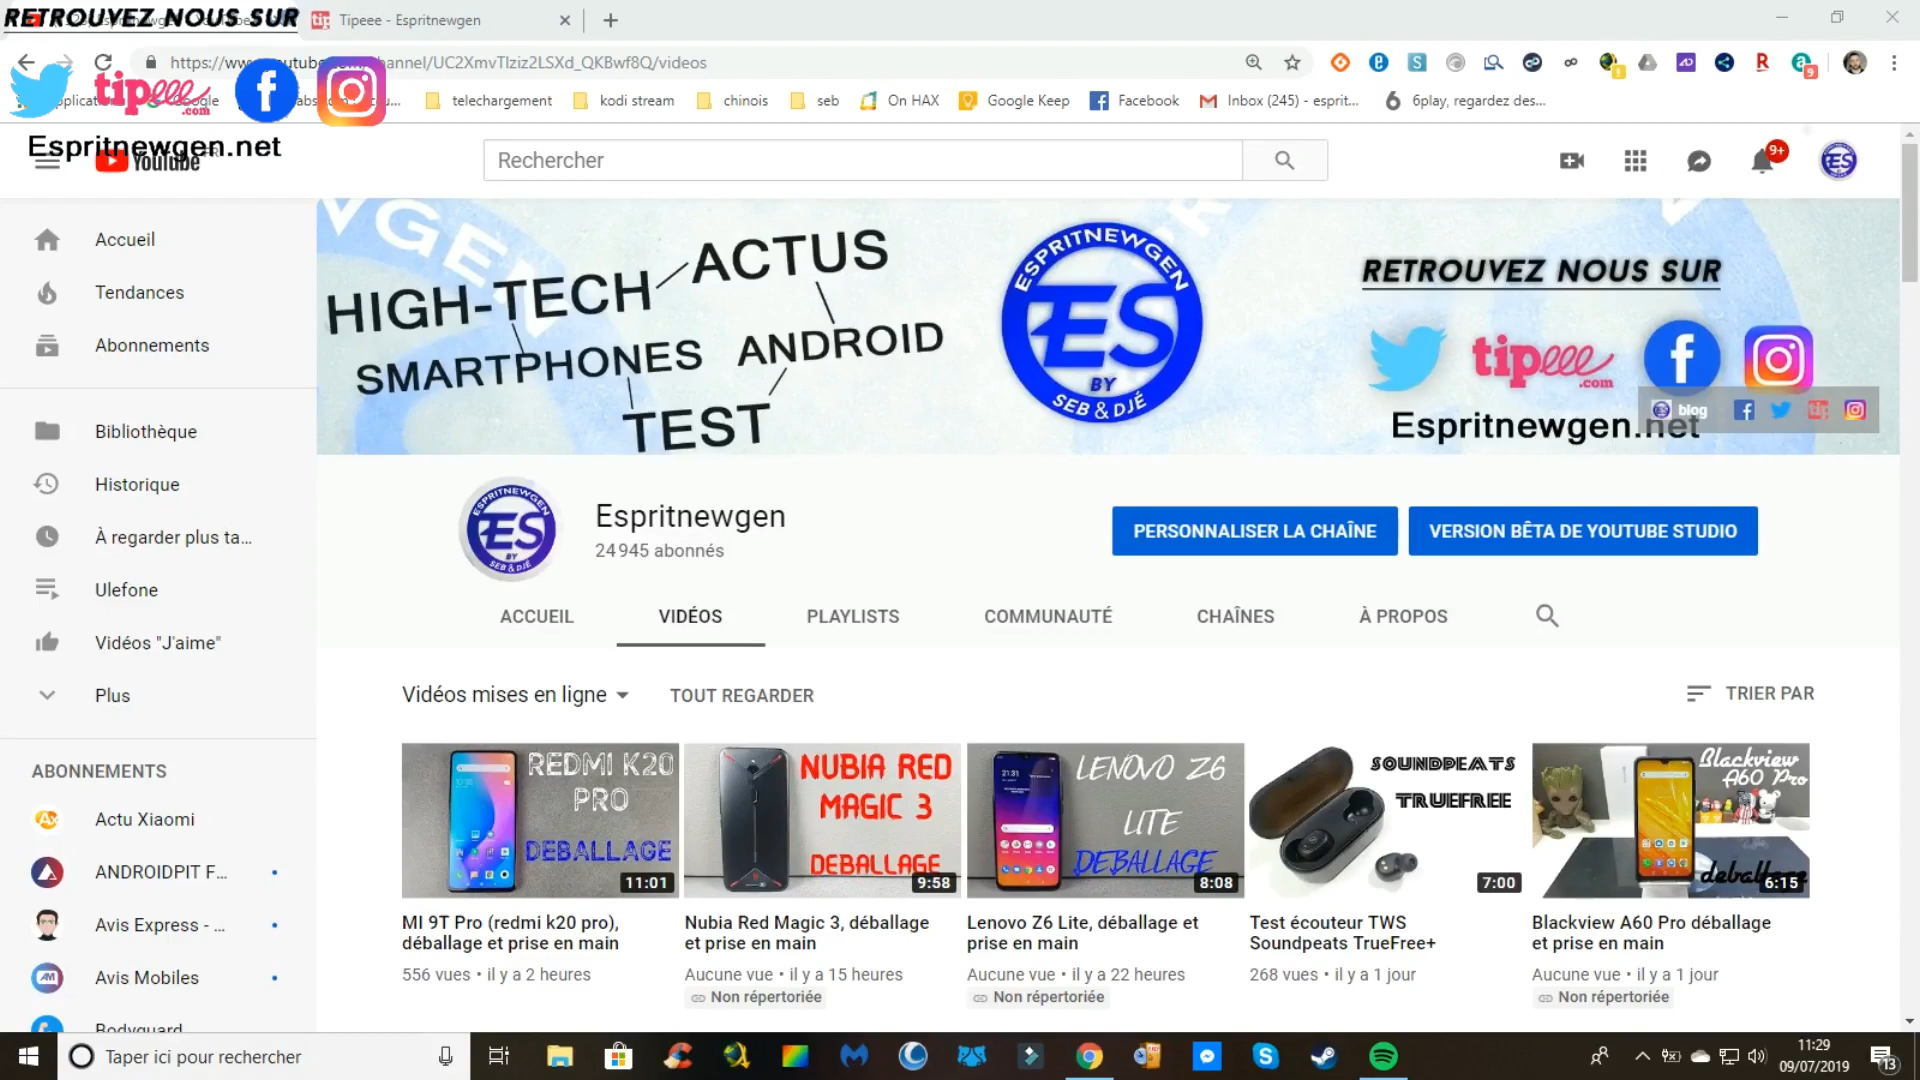 RETROUVEZ NOUS SUR
Tipeee - Espritnewgen
tipeee
.com
Espritnewgen.net
telechargement
kodi stream
chinois
seb
On HAX
Google Keep
Facebook
Inbox (245) - esprit...
6play, regardez des...
YouTube
Rechercher
9+
Accueil
Tendances
Abonnements
Bibliothèque
Historique
À regarder plus ta...
Ulefone
Vidéos "J'aime"
Plus
ABONNEMENTS
Actu Xiaomi
ANDROIDPIT F...
Avis Express - ...
Avis Mobiles
Bodyguard
HIGH-TECH ACTUS
SMARTPHONES ANDROID
TEST
ESPRITNEWGEN
ES
BY
SEB & DJÉ
RETROUVEZ NOUS SUR
tipeee
.com
blog
Espritnewgen.net
Espritnewgen
24 945 abonnés
PERSONNALISER LA CHAÎNE
VERSION BÊTA DE YOUTUBE STUDIO
ACCUEIL
VIDÉOS
PLAYLISTS
COMMUNAUTÉ
CHAÎNES
À PROPOS
Vidéos mises en ligne
TOUT REGARDER
TRIER PAR
REDMI K20
PRO
DEBALLAGE
11:01
MI 9T Pro (redmi k20 pro),
déballage et prise en main
556 vues • il y a 2 heures
NUBIA RED
MAGIC 3
DEBALLAGE
9:58
Nubia Red Magic 3, déballage
et prise en main
Aucune vue • il y a 15 heures
Non répertoriée
LENOVO Z6
LITE
DEBALLAGE
8:08
Lenovo Z6 Lite, déballage et
prise en main
Aucune vue • il y a 22 heures
Non répertoriée
SOUNDPEATS
TRUEFREE
7:00
Test écouteur TWS
Soundpeats TrueFree+
268 vues • il y a 1 jour
Blackview
A60 Pro
deballage
6:15
Blackview A60 Pro déballage
et prise en main
Aucune vue • il y a 1 jour
Non répertoriée
Taper ici pour rechercher
11:29
09/07/2019
13